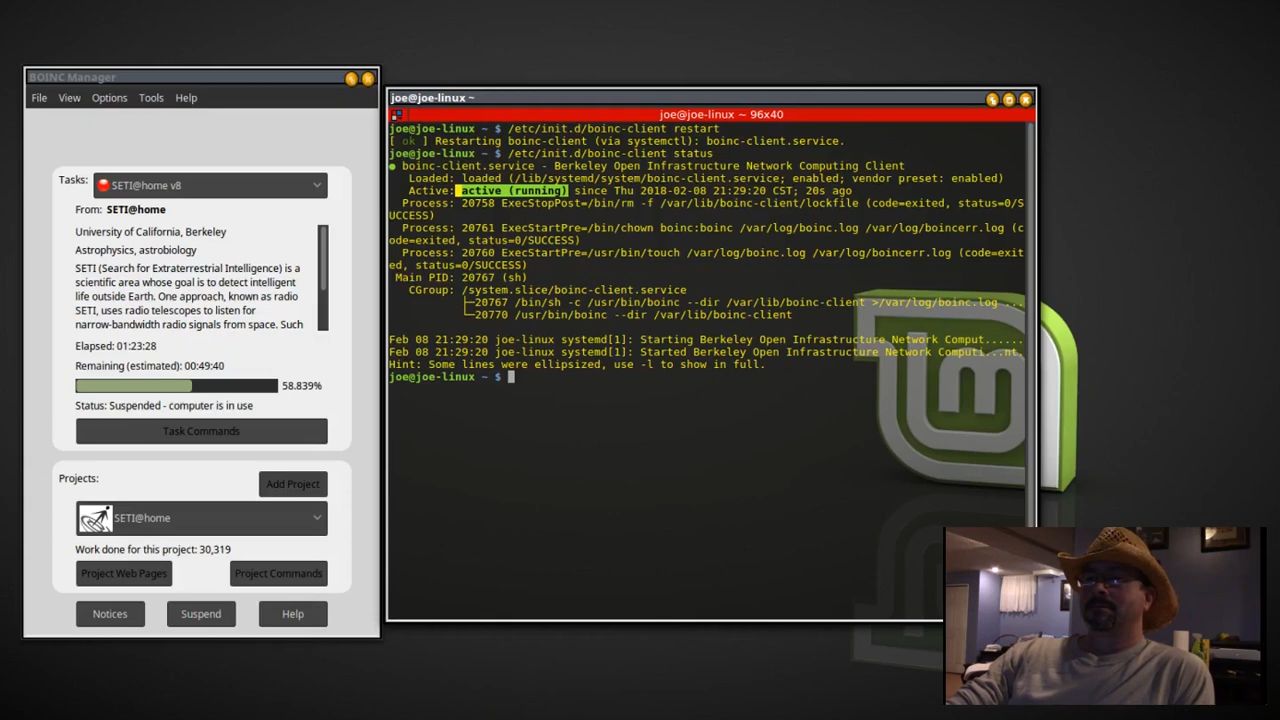 BOINC Manager
File View Options Tools Help
Tasks: SETI@home v8
From: SETI@home
University of California, Berkeley
Astrophysics, astrobiology
SETI (Search for Extraterrestrial Intelligence) is a
scientific area whose goal is to detect intelligent
life outside Earth. One approach, known as radio
SETI, uses radio telescopes to listen for
narrow-bandwidth radio signals from space. Such
Elapsed: 01:23:28
Remaining (estimated): 00:49:40
58.839%
Status: Suspended - computer is in use
Task Commands
Projects:
Add Project
SETI@home
Work done for this project: 30,319
Project Web Pages Project Commands
Notices Suspend Help
joe@joe-linux ~
joe@joe-linux ~ 96x40
joe@joe-linux ~ $ /etc/init.d/boinc-client restart
[ ok ] Restarting boinc-client (via systemctl): boinc-client.service.
joe@joe-linux ~ $ /etc/init.d/boinc-client status
● boinc-client.service - Berkeley Open Infrastructure Network Computing Client
Loaded: loaded (/lib/systemd/system/boinc-client.service; enabled; vendor preset: enabled)
Active: active (running) since Thu 2018-02-08 21:29:20 CST; 20s ago
Process: 20758 ExecStopPost=/bin/rm -f /var/lib/boinc-client/lockfile (code=exited, status=0/S
UCCESS)
Process: 20761 ExecStartPre=/bin/chown boinc:boinc /var/log/boinc.log /var/log/boincerr.log (c
ode=exited, status=0/SUCCESS)
Process: 20760 ExecStartPre=/usr/bin/touch /var/log/boinc.log /var/log/boincerr.log (code=exit
ed, status=0/SUCCESS)
Main PID: 20767 (sh)
CGroup: /system.slice/boinc-client.service
├─20767 /bin/sh -c /usr/bin/boinc --dir /var/lib/boinc-client >/var/log/boinc.log ...
└─20770 /usr/bin/boinc --dir /var/lib/boinc-client
Feb 08 21:29:20 joe-linux systemd[1]: Starting Berkeley Open Infrastructure Network Comput......
Feb 08 21:29:20 joe-linux systemd[1]: Started Berkeley Open Infrastructure Network Computi...nt.
Hint: Some lines were ellipsized, use -l to show in full.
joe@joe-linux ~ $